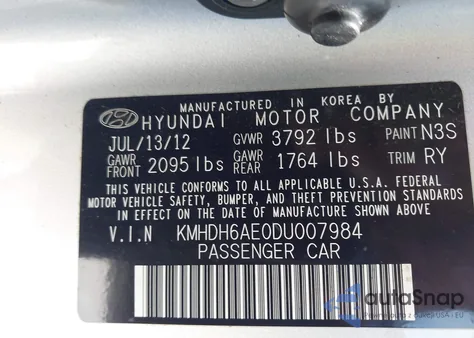 MANUFACTURED IN KOREA BY
HYUNDAI MOTOR COMPANY
JUL/13/12 GVWR 3792 lbs PAINT N3S
GAWR FRONT 2095 lbs GAWR REAR 1764 lbs TRIM RY
THIS VEHICLE CONFORMS TO ALL APPLICABLE U.S.A. FEDERAL
MOTOR VEHICLE SAFETY, BUMPER, AND THEFT PREVENTION STANDARDS
IN EFFECT ON THE DATE OF MANUFACTURE SHOWN ABOVE
V.I.N KMHDH6AE0DU007984
PASSENGER CAR
autaSnap